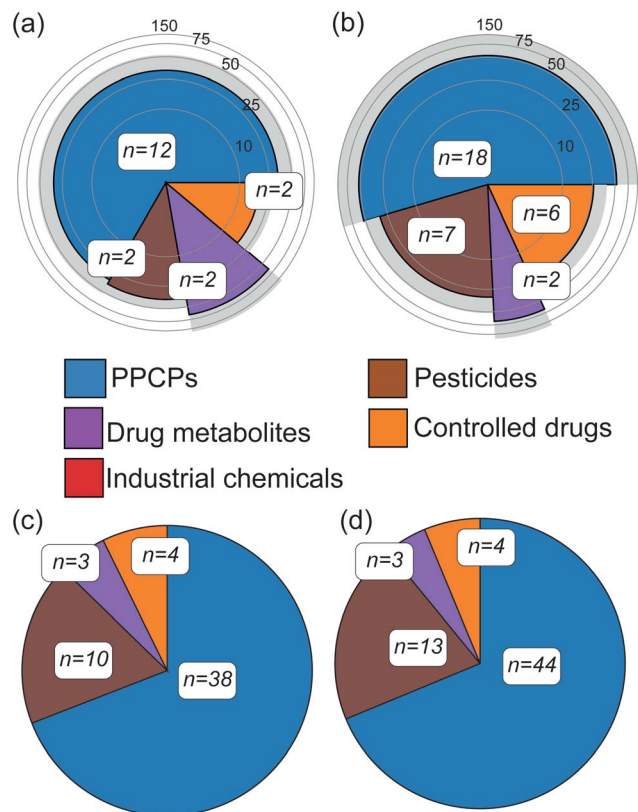 (a)
150
75
50
25
10
n=12
n=2
n=2
n=2
(b)
150
75
50
25
10
n=18
n=6
n=7
n=2
PPCPs
Pesticides
Drug metabolites
Controlled drugs
Industrial chemicals
(c)
n=4
n=3
n=10
n=38
(d)
n=4
n=3
n=13
n=44